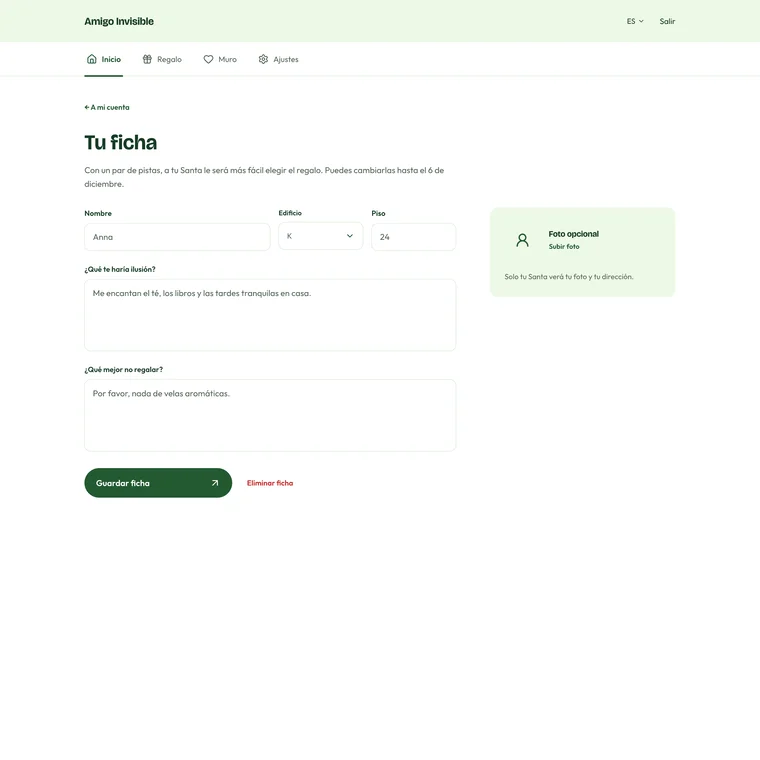 Amigo Invisible
ES
Salir
Inicio
Regalo
Muro
Ajustes
← A mi cuenta
Tu ficha
Con un par de pistas, a tu Santa le será más fácil elegir el regalo. Puedes cambiarlas hasta el 6 de
diciembre.
Nombre
Edificio
Piso
Anna
K
24
¿Qué te haría ilusión?
Me encantan el té, los libros y las tardes tranquilas en casa.
¿Qué mejor no regalar?
Por favor, nada de velas aromáticas.
Guardar ficha
Eliminar ficha
Foto opcional
Subir foto
Solo tu Santa verá tu foto y tu dirección.